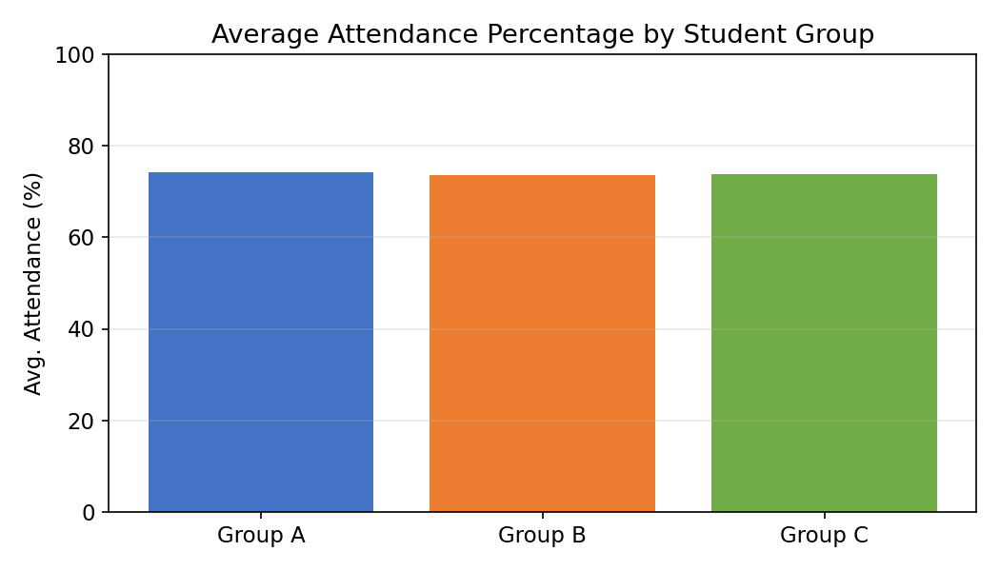 Average Attendance Percentage by Student Group
Avg. Attendance (%)
100
80
60
40
20
0
Group A
Group B
Group C